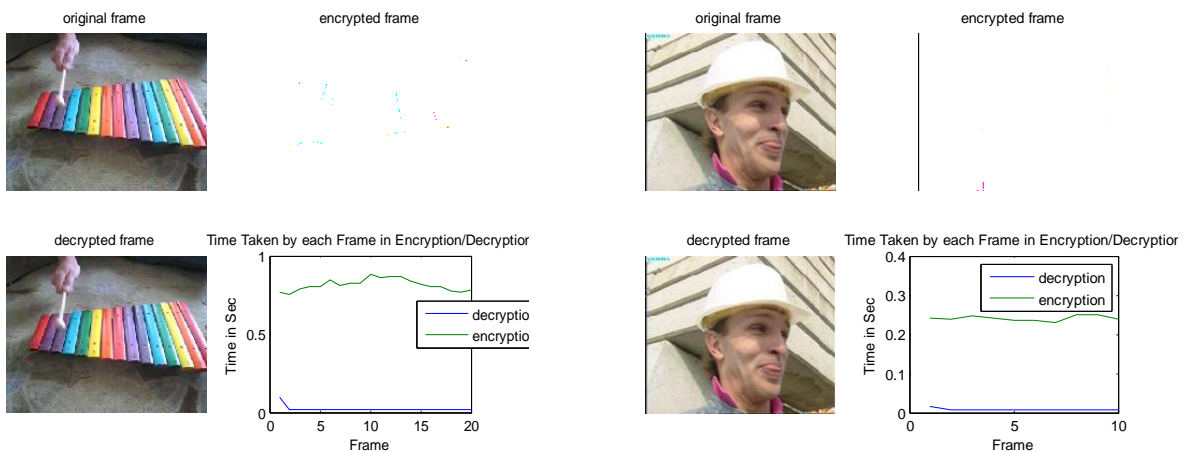 original frame
encrypted frame
decrypted frame
Time Taken by each Frame in Encryption/Decryption
1
0.5
0
Time in Sec
decryptio
encryptio
0 5 10 15 20
Frame
original frame
encrypted frame
decrypted frame
Time Taken by each Frame in Encryption/Decryption
0.4
0.3
0.2
0.1
0
Time in Sec
decryption
encryption
0 5 10
Frame